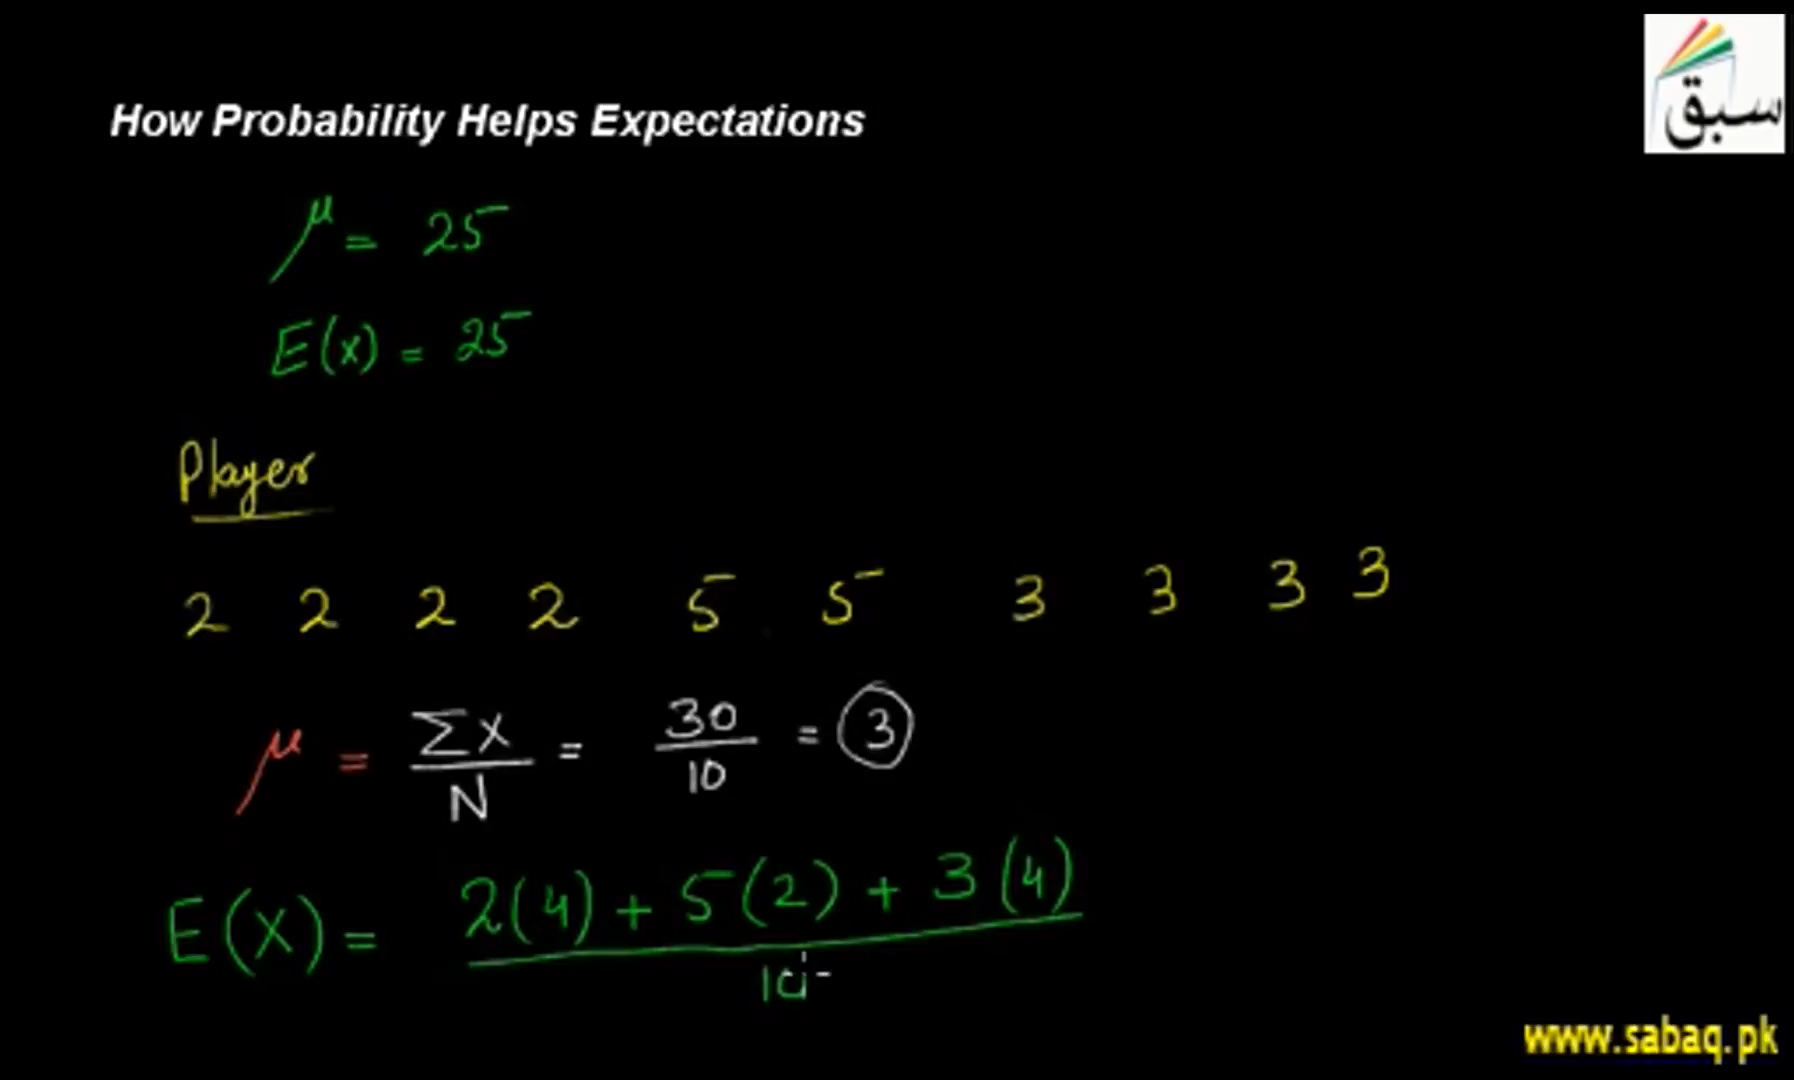 سبق
How Probability Helps Expectations
μ = 25
E(x) = 25
Player
2 2 2 2 5 5 3 3 3 3
μ = ΣX/N = 30/10 = 3
E(X) = 2(4) + 5(2) + 3(4)
www.sabaq.pk